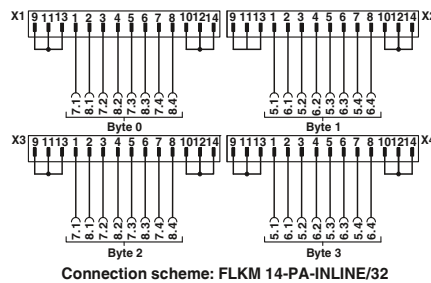 X1 9 11 13 1 2 3 4 5 6 7 8 10 12 14
9 11 13 1 2 3 4 5 6 7 8 10 12 14 X2
7.1 8.1 7.2 8.2 7.3 8.3 7.4 8.4
6.1 5.2 6.2 5.3 6.3 5.4 6.4
Byte 0
Byte 1
X3 9 11 13 1 2 3 4 5 6 7 8 10 12 14
9 11 13 1 2 3 4 5 6 7 8 10 12 14 X4
7.1 8.1 7.2 8.2 7.3 8.3 7.4 8.4
5.1 6.1 5.2 6.2 5.3 6.3 5.4 6.4
Byte 2
Byte 3
Connection scheme: FLKM 14-PA-INLINE/32